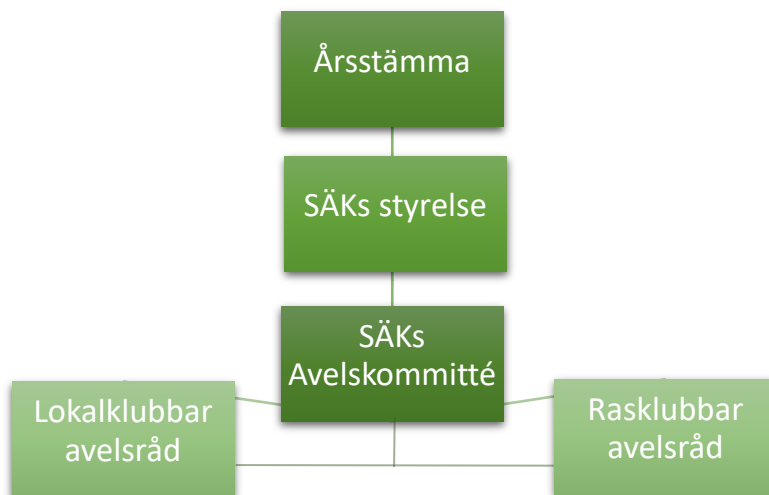 Årsstämma
SÄKs styrelse
SÄKs
Avelskommitté
Lokalklubbar
avelsråd
Rasklubbar
avelsråd